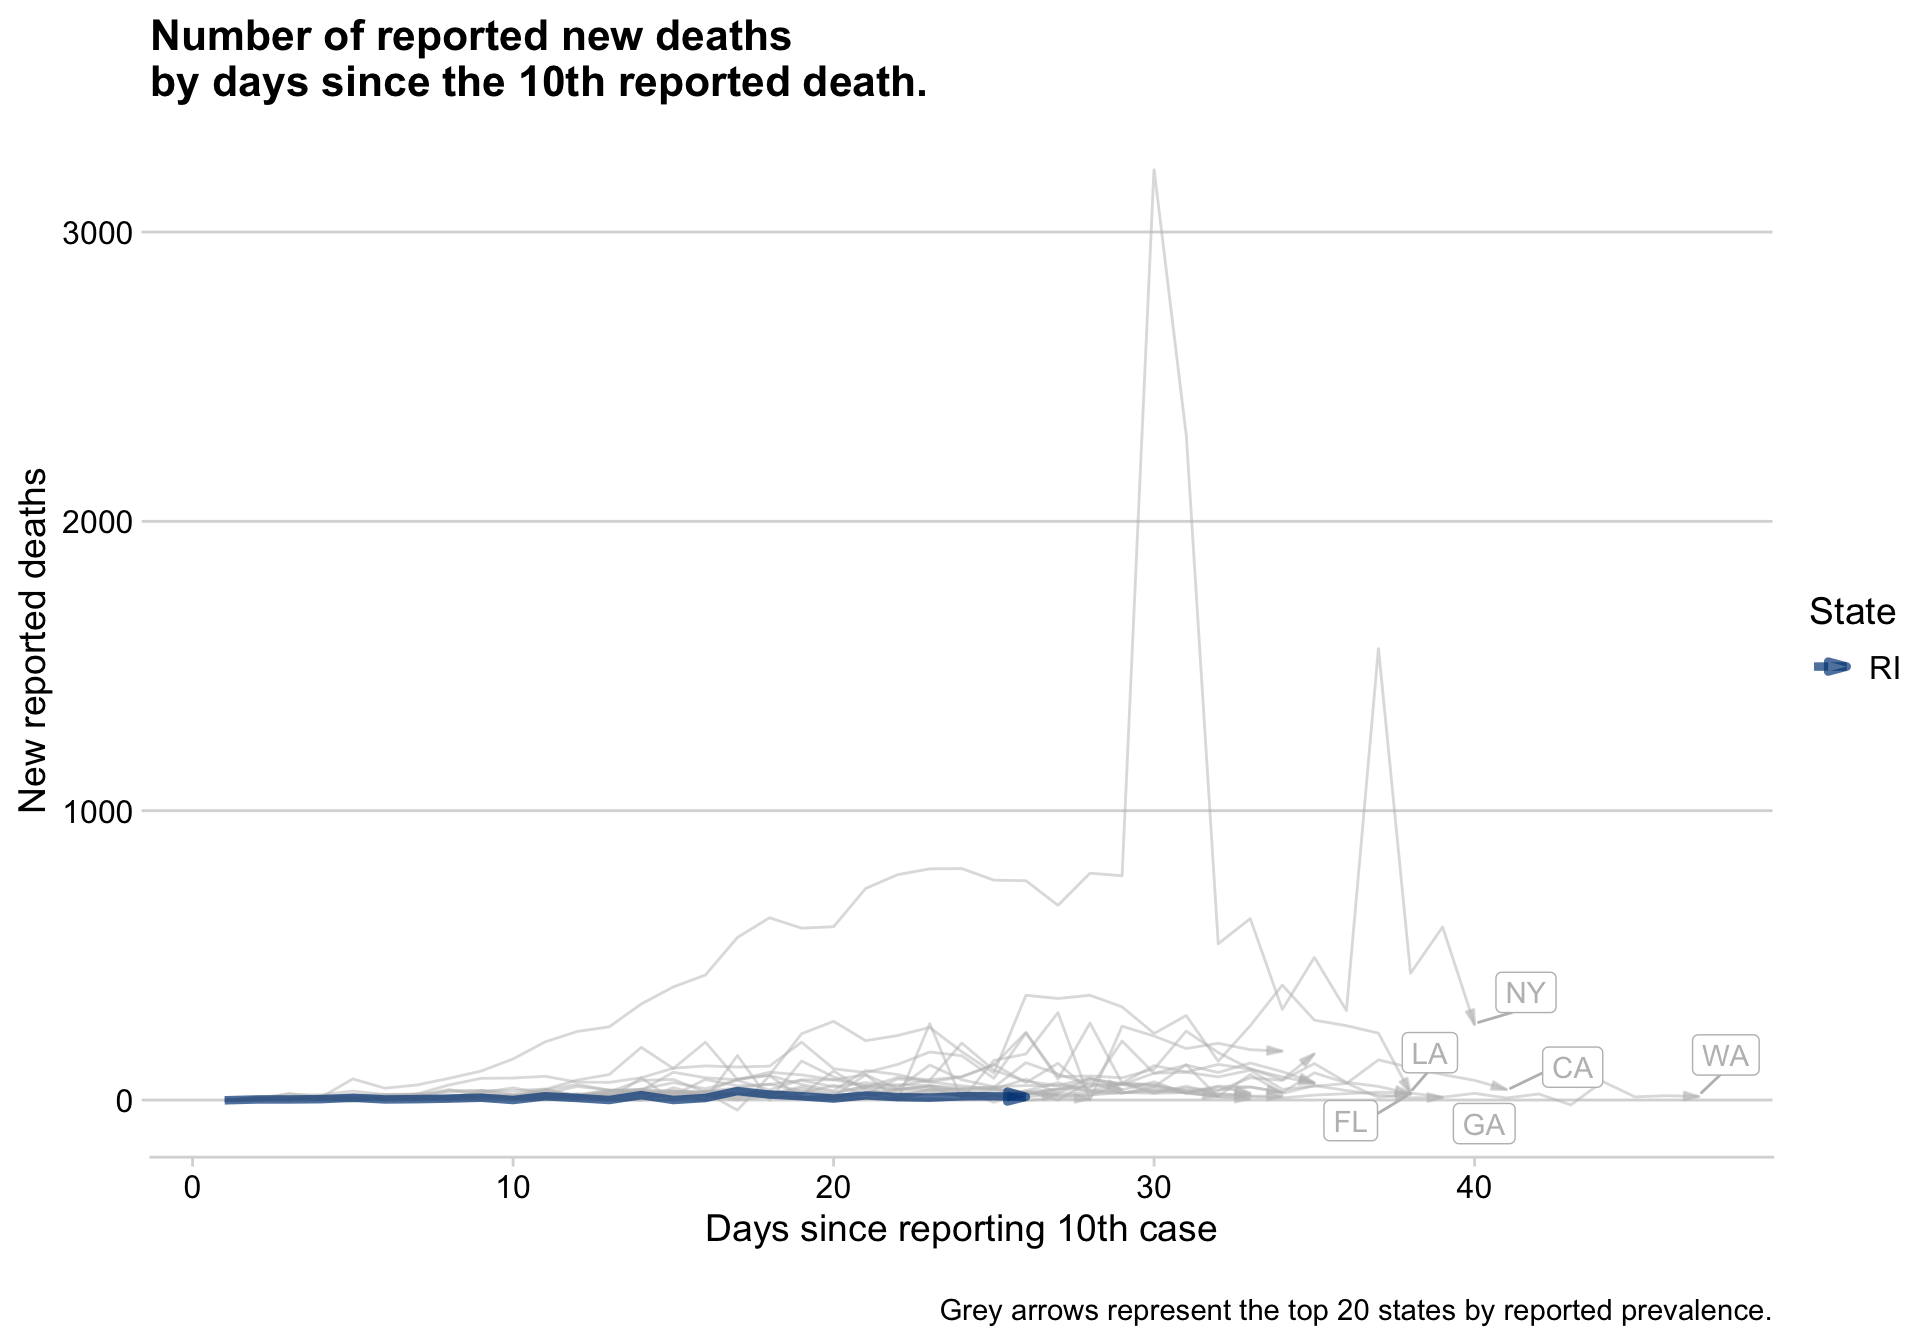 Number of reported new deaths
by days since the 10th reported death.
New reported deaths
3000
2000
1000
0
NY
LA
CA
WA
FL
GA
0
10
20
30
40
Days since reporting 10th case
State
RI
Grey arrows represent the top 20 states by reported prevalence.